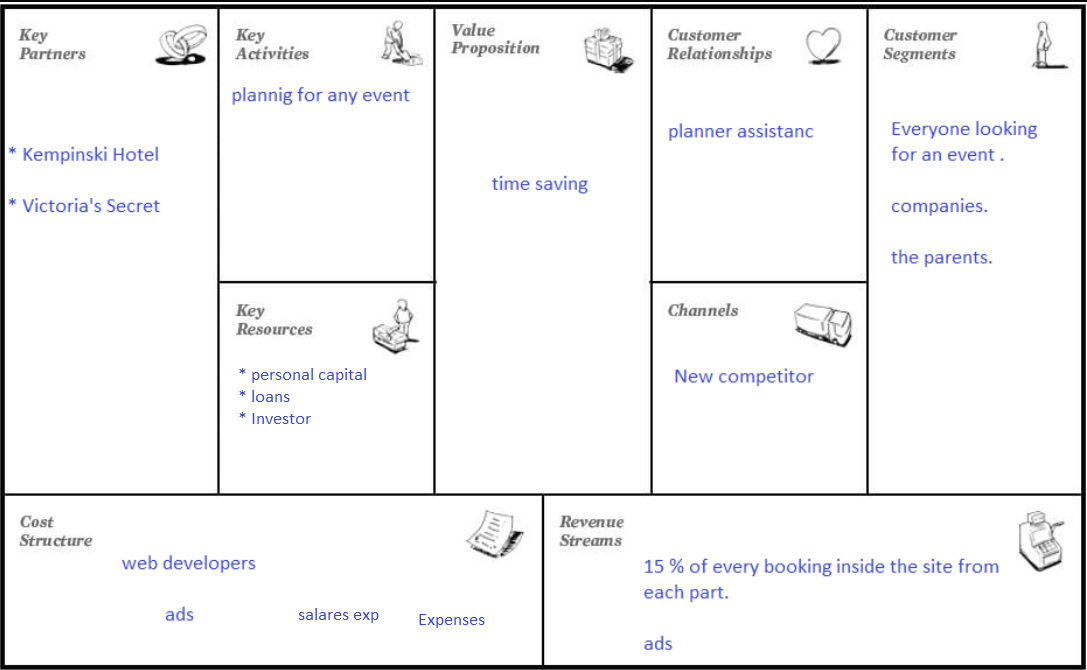 Key
Partners
* Kempinski Hotel
* Victoria's Secret
Key
Activities
plannig for any event
Key
Resources
* personal capital
* loans
* Investor
Value
Proposition
time saving
Customer
Relationships
planner assistanc
Channels
New competitor
Customer
Segments
Everyone looking
for an event .
companies.
the parents.
Cost
Structure
web developers
ads
salares exp
Expenses
Revenue
Streams
15 % of every booking inside the site from
each part.
ads